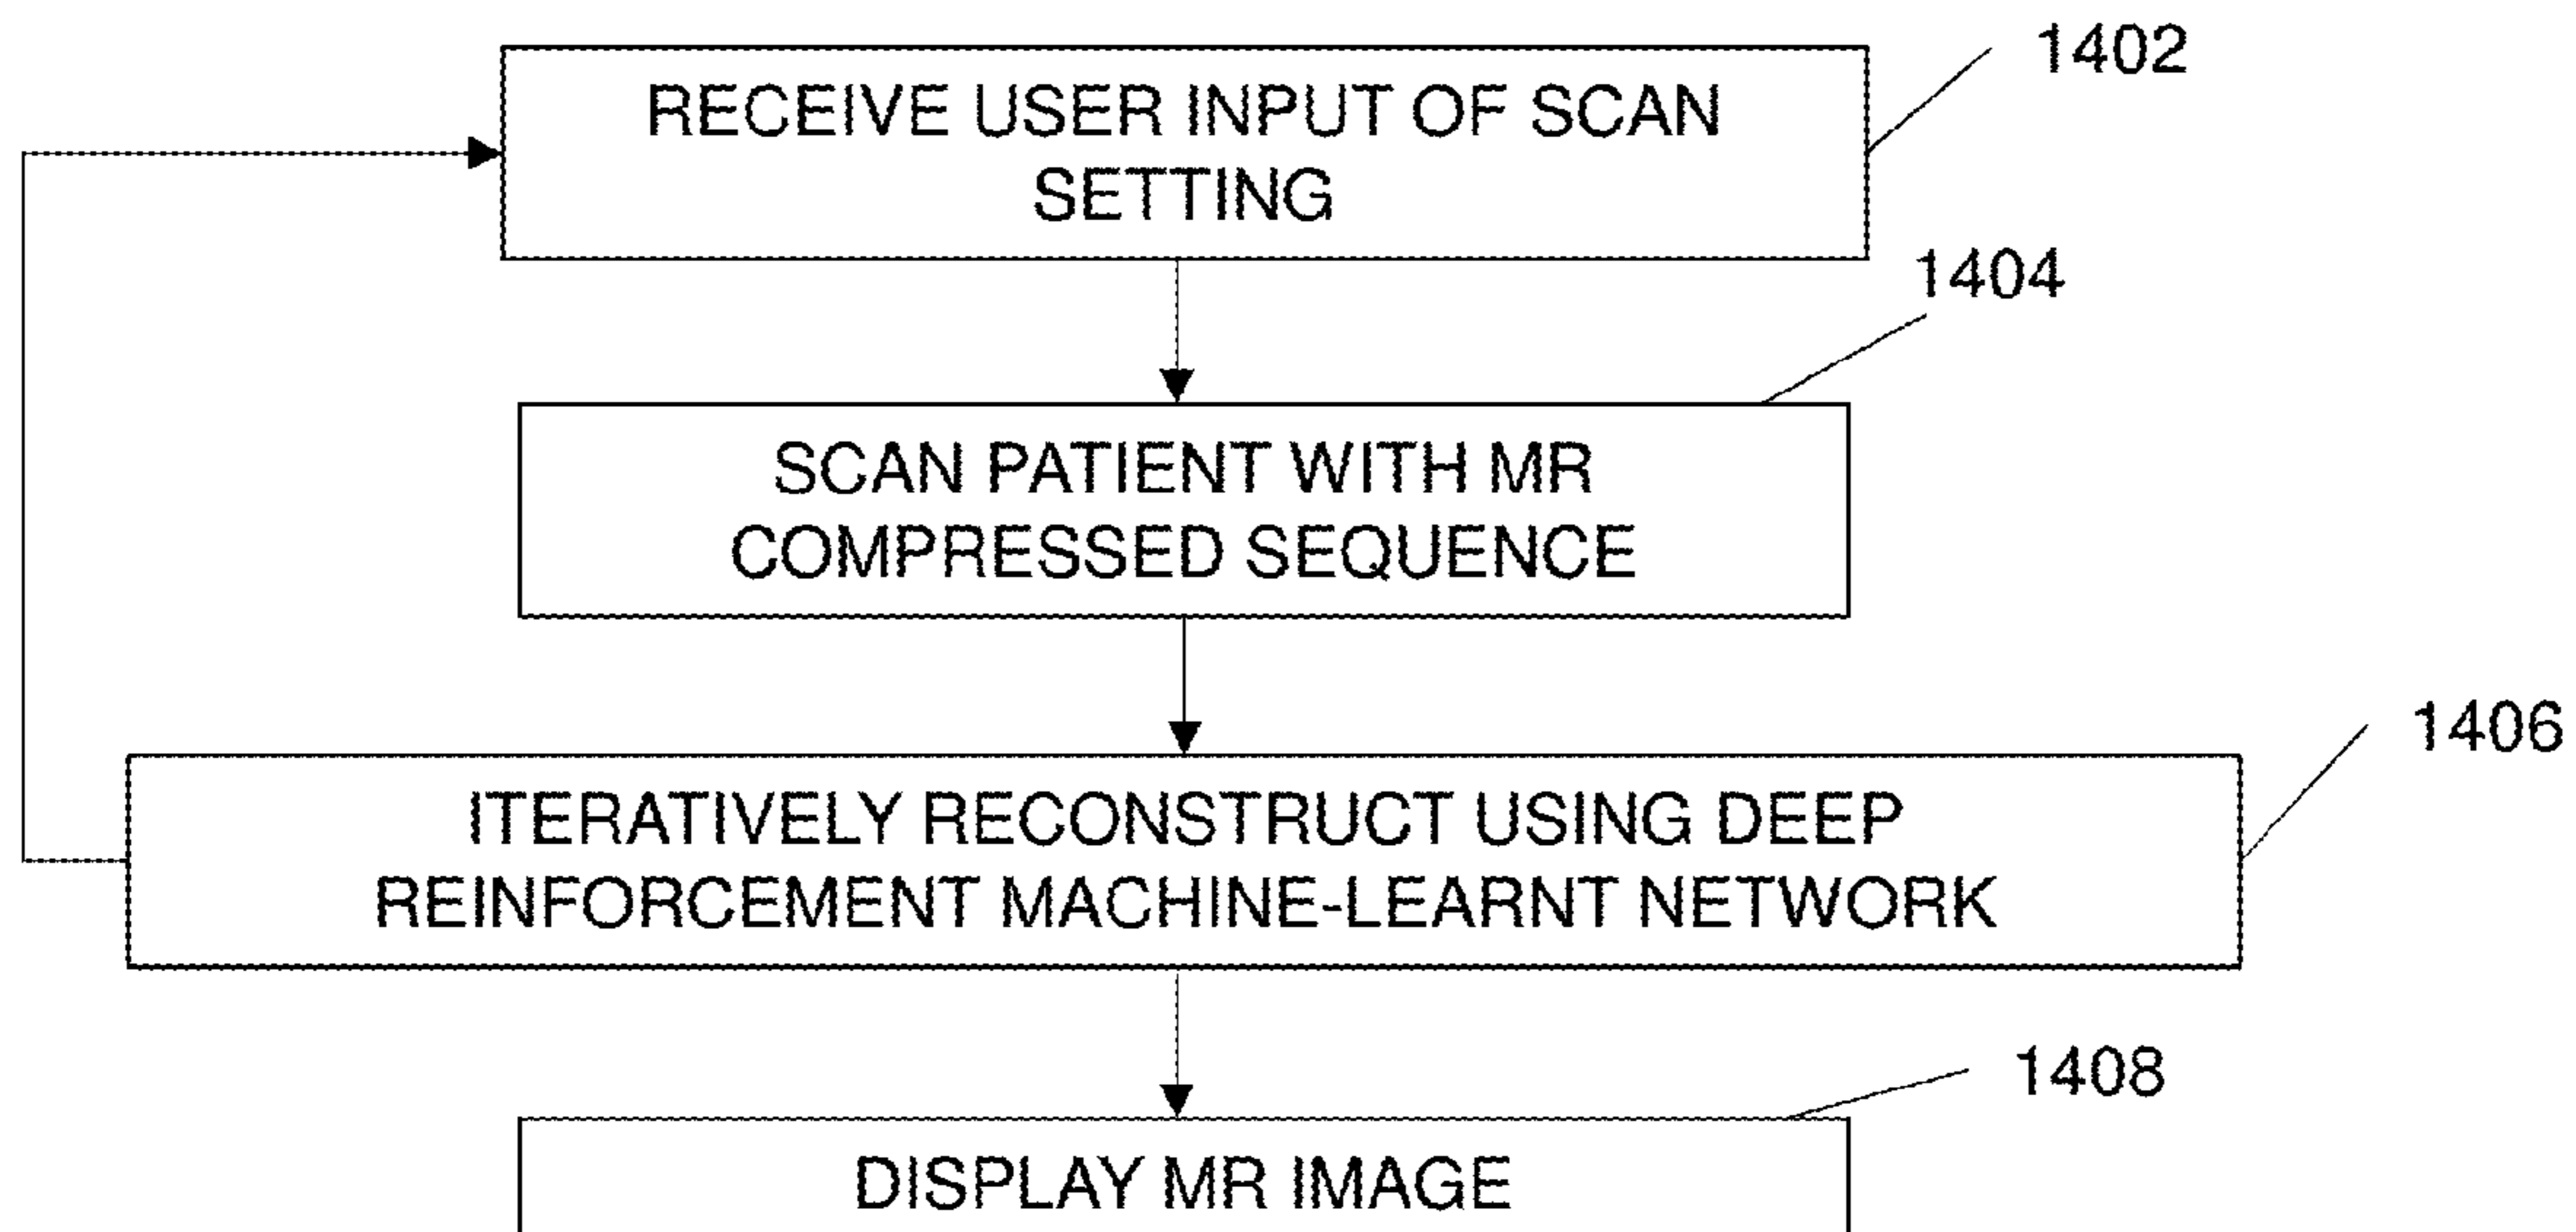 1402
RECEIVE USER INPUT OF SCAN
SETTING
1404
SCAN PATIENT WITH MR
COMPRESSED SEQUENCE
1406
ITERATIVELY RECONSTRUCT USING DEEP
REINFORCEMENT MACHINE-LEARNT NETWORK
1408
DISPLAY MR IMAGE